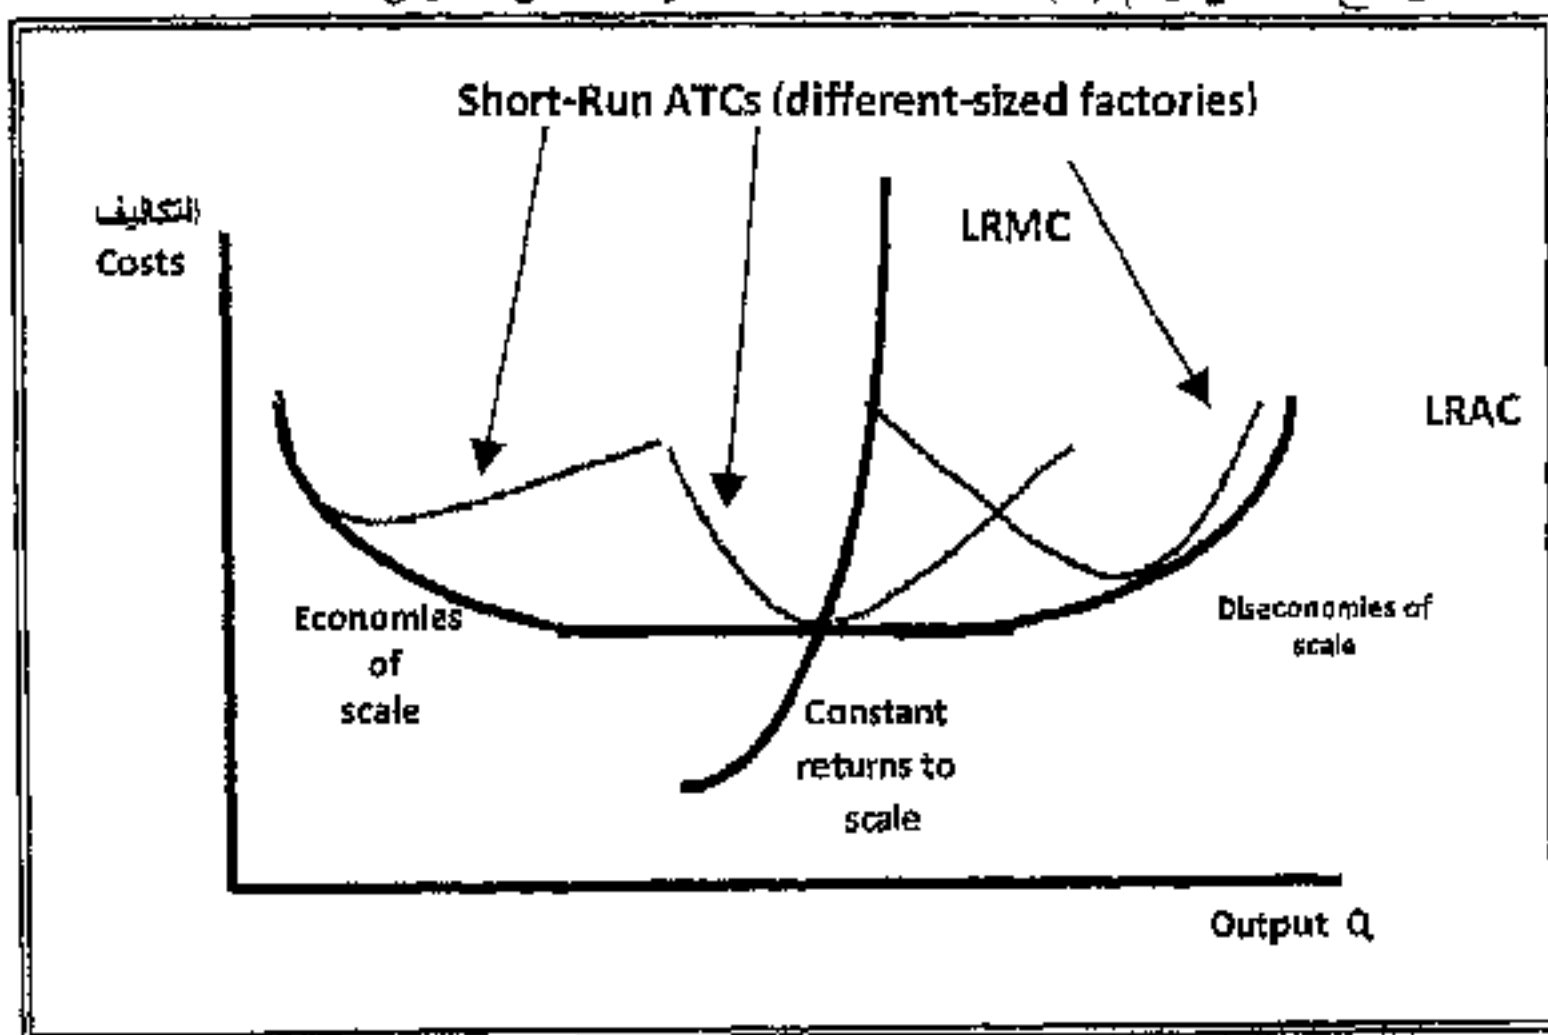 Short-Run ATCs (different-sized factories)
التكاليف
Costs
LRMC
LRAC
Economies
of
scale
Constant
returns to
scale
Diseconomies of
scale
Output Q